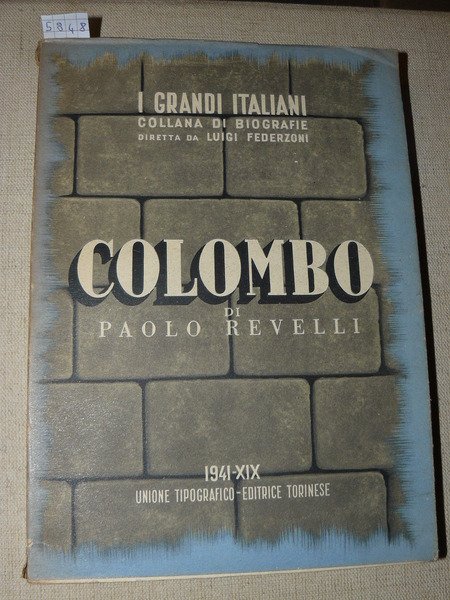 5848
I GRANDI ITALIANI
COLLANA DI BIOGRAFIE
DIRETTA DA LUIGI FEDERZONI
COLOMBO
DI
PAOLO REVELLI
1941-XIX
UNIONE TIPOGRAFICO-EDITRICE TORINESE